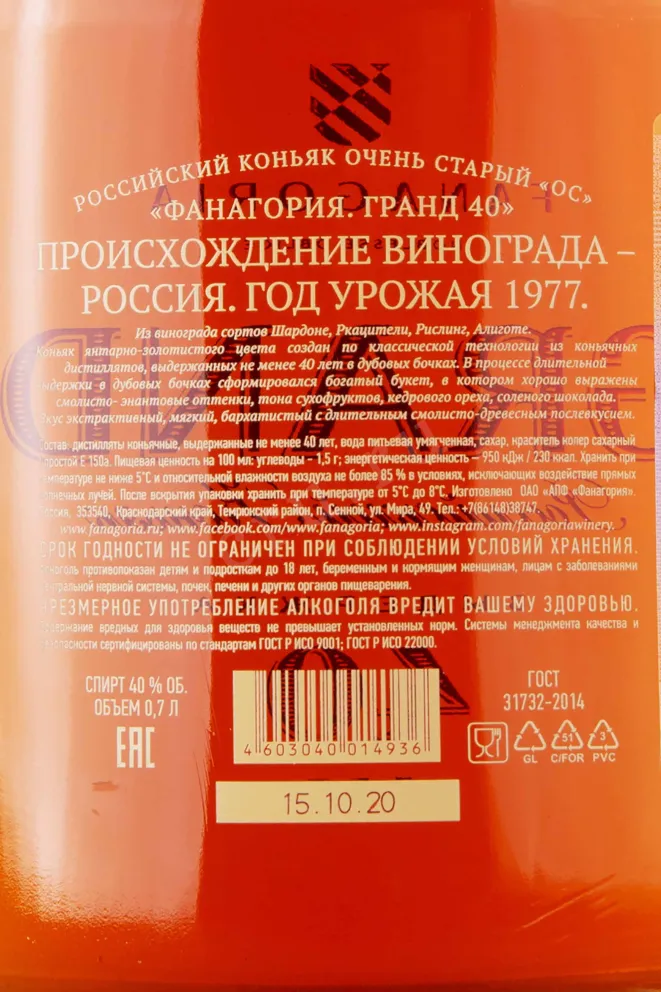 РОССИЙСКИЙ КОНЬЯК ОЧЕНЬ СТАРЫЙ «ОС»
«ФАНАГОРИЯ. ГРАНД 40»
ПРОИСХОЖДЕНИЕ ВИНОГРАДА –
РОССИЯ. ГОД УРОЖАЯ 1977.
Из винограда сортов Шардоне, Ркацители, Рислинг, Алиготе.
Коньяк янтарно-золотистого цвета создан по классической технологии из коньячных
дистиллятов, выдержанных не менее 40 лет в дубовых бочках. В процессе длительной
выдержки в дубовых бочках сформировался богатый букет, в котором хорошо выражены
смолисто- энантовые оттенки, тона сухофруктов, кедрового ореха, соленого шоколада.
Вкус экстрактивный, мягкий, бархатистый с длительным смолисто-древесным послевкусием.
Состав: дистилляты коньячные, выдержанные не менее 40 лет, вода питьевая умягченная, сахар, краситель колер сахарный
простой Е 150а. Пищевая ценность на 100 мл: углеводы – 1,5 г; энергетическая ценность – 950 кДж / 230 ккал. Хранить при
температуре не ниже 5°С и относительной влажности воздуха не более 85 % в условиях, исключающих воздействие прямых
солнечных лучей. После вскрытия упаковки хранить при температуре от 5°С до 8°С. Изготовлено ОАО «АПФ «Фанагория».
Россия, 353540, Краснодарский край, Темрюкский район, п. Сенной, ул. Мира, 49. Тел.: +7(86148)38747.
www.fanagoria.ru; www.facebook.com/www.fanagoria; www.instagram.com/fanagoriawinery.
СРОК ГОДНОСТИ НЕ ОГРАНИЧЕН ПРИ СОБЛЮДЕНИИ УСЛОВИЙ ХРАНЕНИЯ.
Алкоголь противопоказан детям и подросткам до 18 лет, беременным и кормящим женщинам, лицам с заболеваниями
центральной нервной системы, почек, печени и других органов пищеварения.
ЧРЕЗМЕРНОЕ УПОТРЕБЛЕНИЕ АЛКОГОЛЯ ВРЕДИТ ВАШЕМУ ЗДОРОВЬЮ.
Содержание вредных для здоровья веществ не превышает установленных норм. Системы менеджмента качества и
безопасности сертифицированы по стандартам ГОСТ Р ИСО 9001; ГОСТ Р ИСО 22000.
СПИРТ 40 % ОБ.
ОБЪЕМ 0,7 Л
ЕАС
4 603040 014936
ГОСТ
31732-2014
GL
51
C/FOR
3
PVC
15.10.20
FANAGORIA
GRAND
40